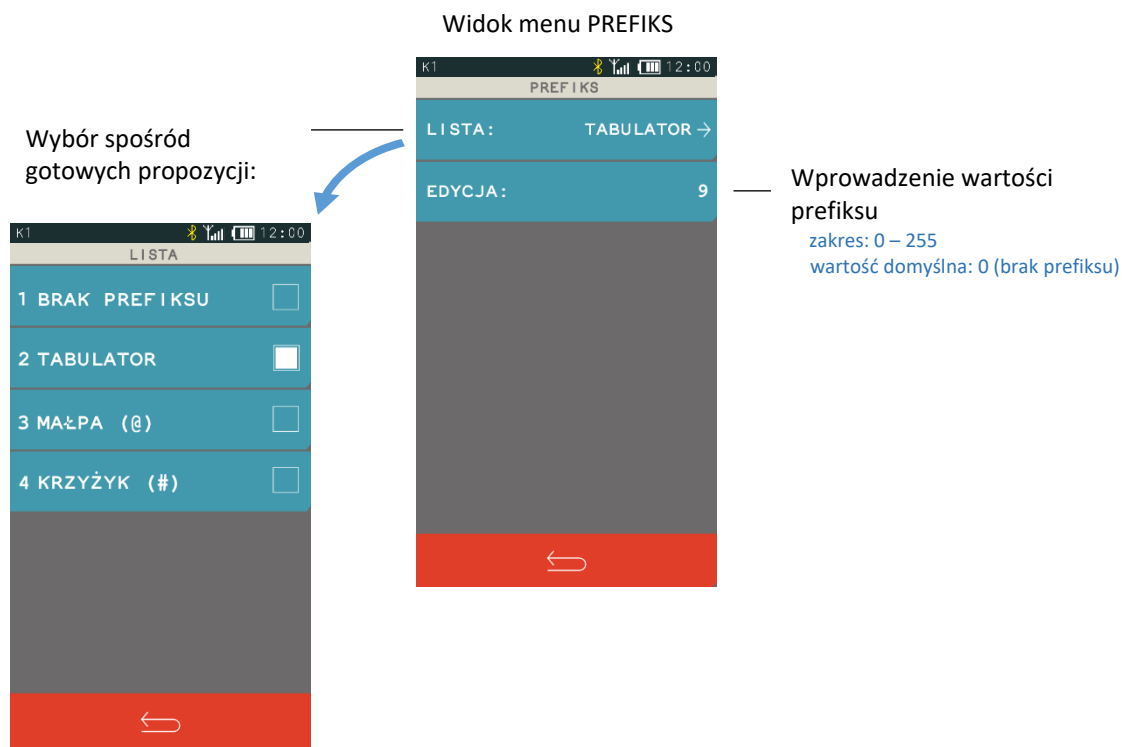 Widok menu PREFIKS
K1 12:00
PREFIKS
LISTA: TABULATOR →
EDYCJA: 9
Wybór spośród
gotowych propozycji:
Wprowadzenie wartości
prefiksu
zakres: 0 – 255
wartość domyślna: 0 (brak prefiksu)
K1 12:00
LISTA
1 BRAK PREFIKSU
2 TABULATOR
3 MAŁPA (@)
4 KRZYŻYK (#)